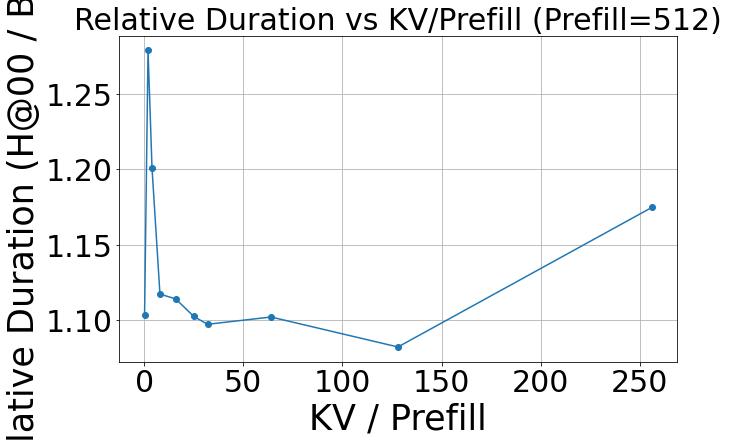 Relative Duration vs KV/Prefill (Prefill=512)
lative Duration (H@00 / B
1.25
1.20
1.15
1.10
0 50 100 150 200 250
KV / Prefill